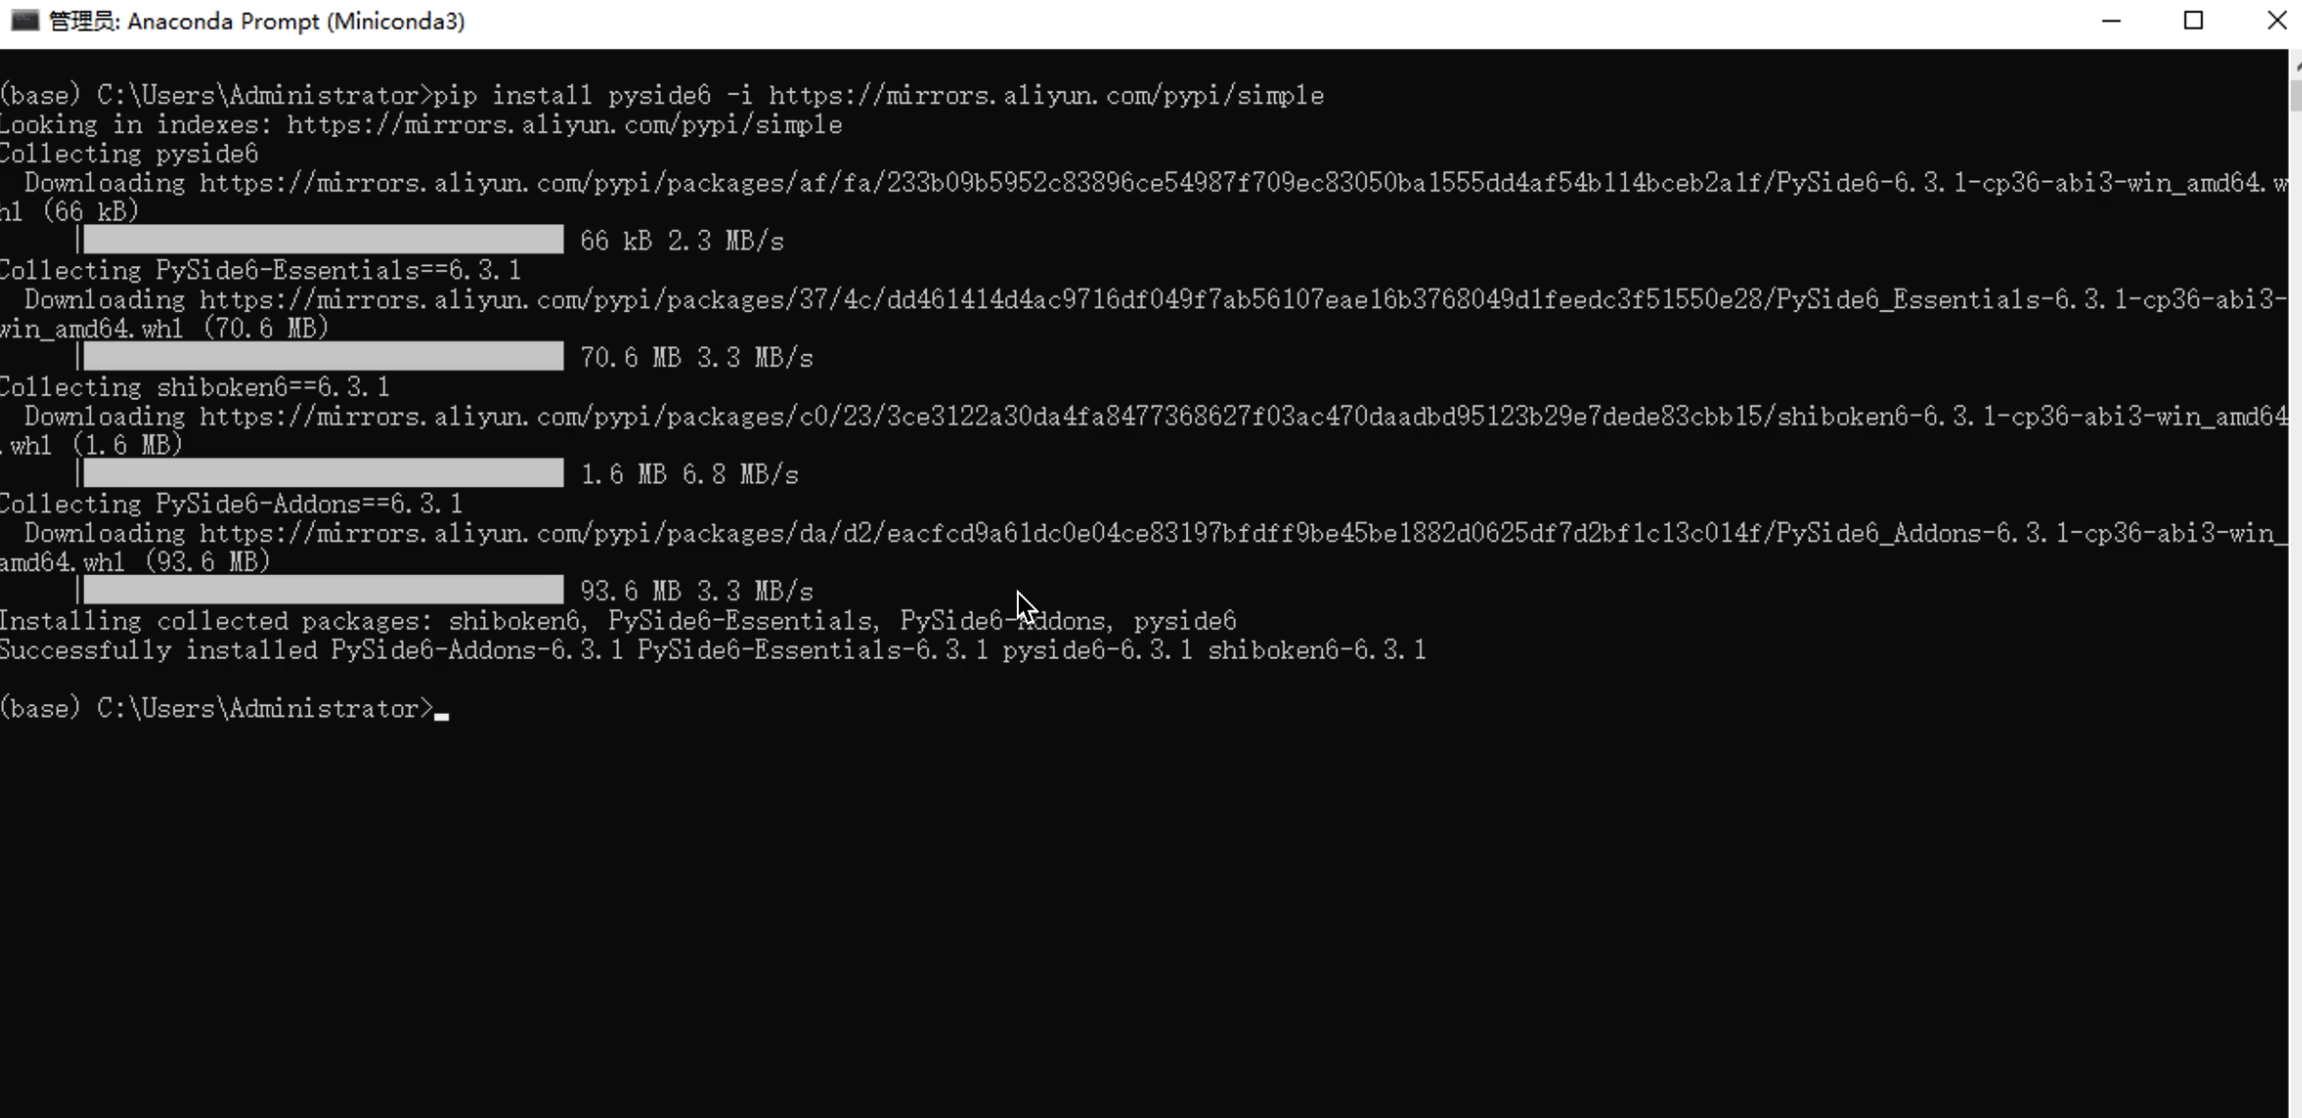 管理员: Anaconda Prompt (Miniconda3)
(base) C:\Users\Administrator>pip install pyside6 -i https://mirrors.aliyun.com/pypi/simple
Looking in indexes: https://mirrors.aliyun.com/pypi/simple
Collecting pyside6
Downloading https://mirrors.aliyun.com/pypi/packages/af/fa/233b09b5952c83896ce54987f709ec83050ba1555dd4af54b114bceb2a1f/PySide6-6.3.1-cp36-abi3-win_amd64.w
hl (66 kB)
66 kB 2.3 MB/s
Collecting PySide6-Essentials==6.3.1
Downloading https://mirrors.aliyun.com/pypi/packages/37/4c/dd461414d4ac9716df049f7ab56107eae16b3768049d1feedc3f51550e28/PySide6_Essentials-6.3.1-cp36-abi3-
win_amd64.whl (70.6 MB)
70.6 MB 3.3 MB/s
Collecting shiboken6==6.3.1
Downloading https://mirrors.aliyun.com/pypi/packages/c0/23/3ce3122a30da4fa8477368627f03ac470daadbd95123b29e7dede83cbb15/shiboken6-6.3.1-cp36-abi3-win_amd64
.whl (1.6 MB)
1.6 MB 6.8 MB/s
Collecting PySide6-Addons==6.3.1
Downloading https://mirrors.aliyun.com/pypi/packages/da/d2/eacfcd9a61dc0e04ce83197bfdff9be45be1882d0625df7d2bf1c13c014f/PySide6_Addons-6.3.1-cp36-abi3-win_
amd64.whl (93.6 MB)
93.6 MB 3.3 MB/s
Installing collected packages: shiboken6, PySide6-Essentials, PySide6-Addons, pyside6
Successfully installed PySide6-Addons-6.3.1 PySide6-Essentials-6.3.1 pyside6-6.3.1 shiboken6-6.3.1
(base) C:\Users\Administrator>